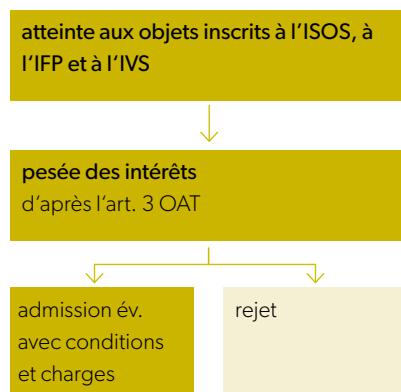 atteinte aux objets inscrits à l’ISOS, à
l‘IFP et à l‘IVS
pesée des intérêts
d‘après l‘art. 3 OAT
admission év.
avec conditions
et charges
rejet